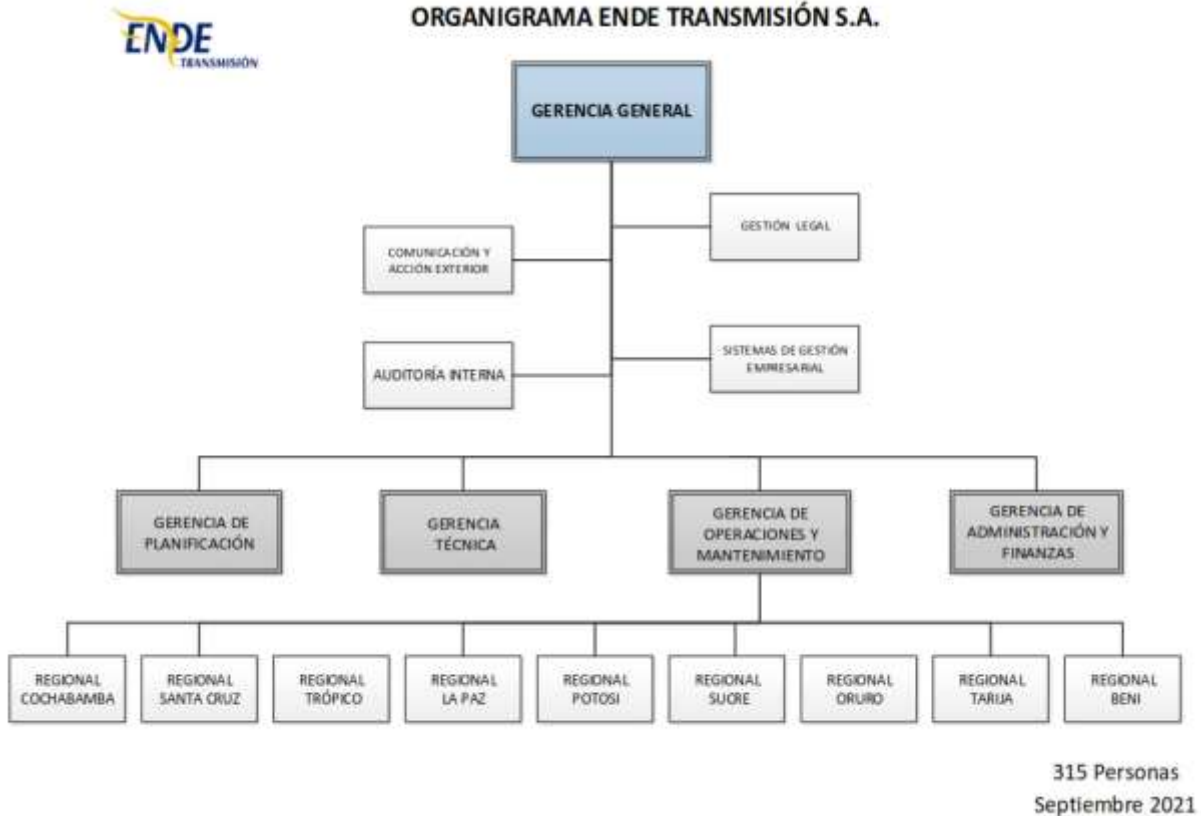 ENDE
TRANSMISIÓN
ORGANIGRAMA ENDE TRANSMISIÓN S.A.
GERENCIA GENERAL
GESTIÓN LEGAL
COMUNICACIÓN Y
ACCIÓN EXTERIOR
SISTEMAS DE GESTIÓN
EMPRESARIAL
AUDITORÍA INTERNA
GERENCIA DE
PLANIFICACIÓN
GERENCIA
TÉCNICA
GERENCIA DE
OPERACIONES Y
MANTENIMIENTO
GERENCIA DE
ADMINISTRACIÓN Y
FINANZAS
REGIONAL
COCHABAMBA
REGIONAL
SANTA CRUZ
REGIONAL
TRÓPICO
REGIONAL
LA PAZ
REGIONAL
POTOSI
REGIONAL
SUCRE
REGIONAL
ORURO
REGIONAL
TARIJA
REGIONAL
BENI
315 Personas
Septiembre 2021